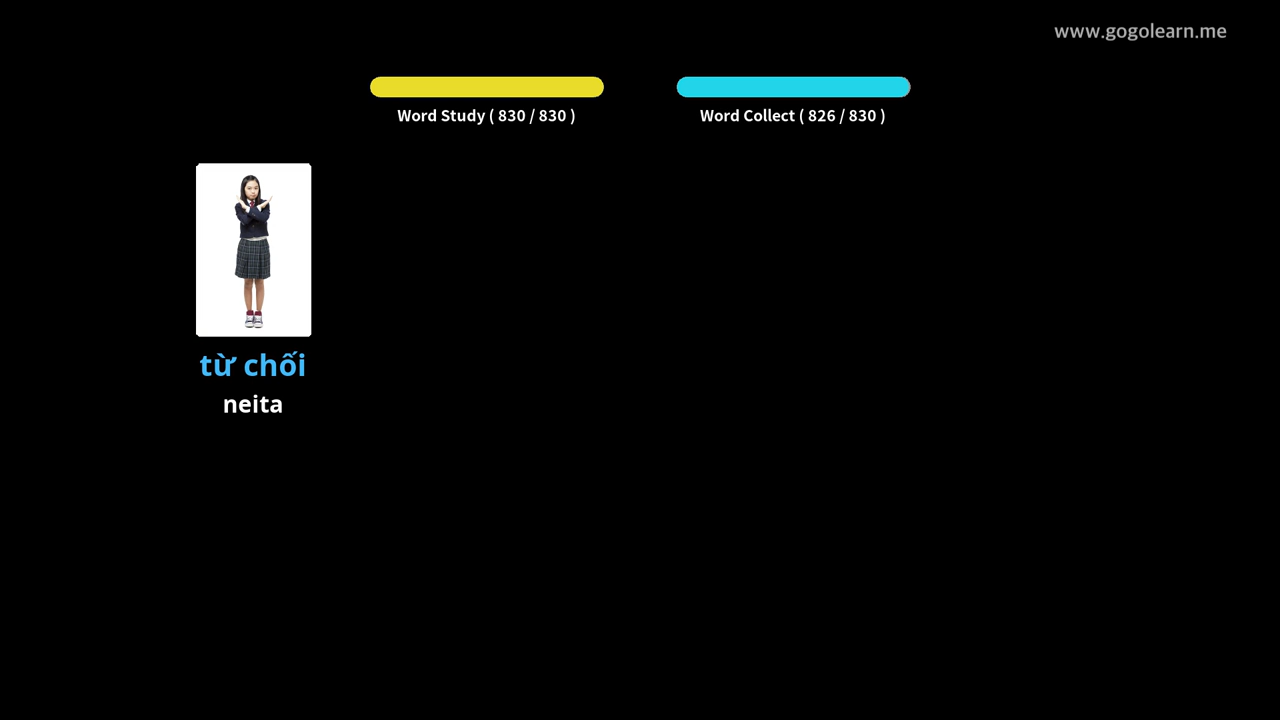 www.gogolearn.me
Word Study ( 830 / 830 )
Word Collect ( 826 / 830 )
từ chối
neita